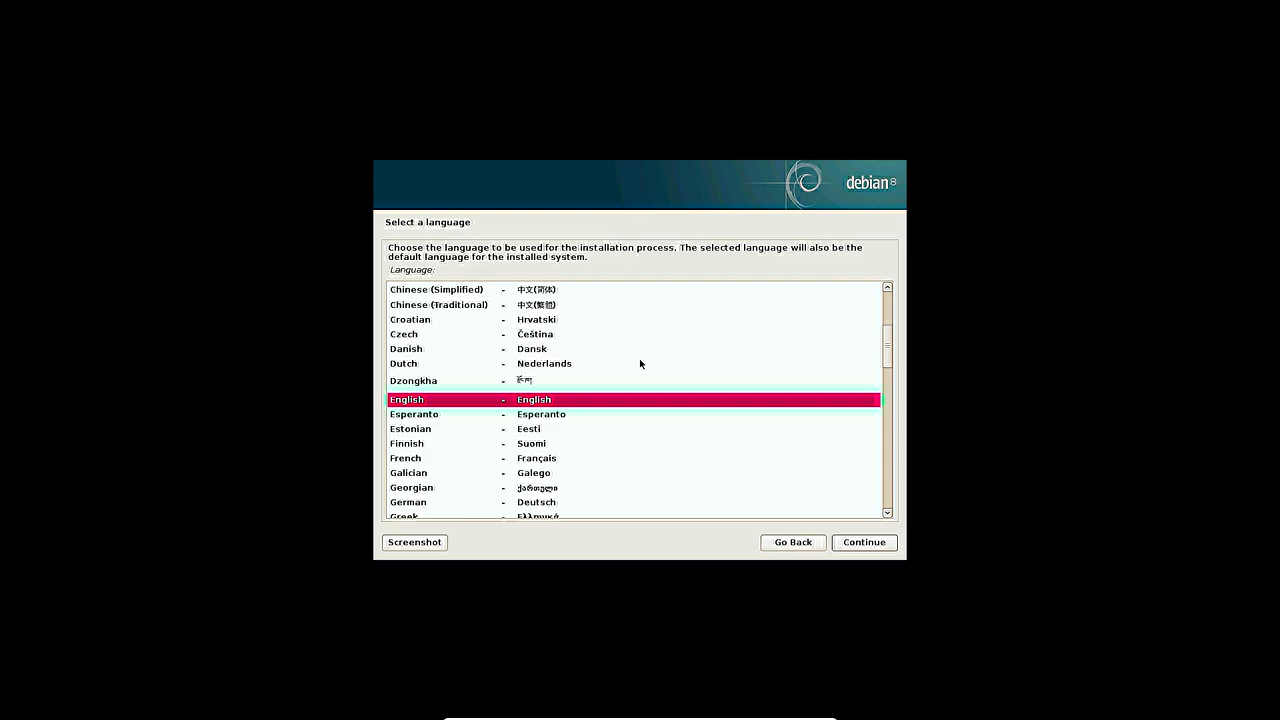 debian 8
Select a language
Choose the language to be used for the installation process. The selected language will also be the
default language for the installed system.
Language:
Chinese (Simplified) - 中文(简体)
Chinese (Traditional) - 中文(繁體)
Croatian - Hrvatski
Czech - Čeština
Danish - Dansk
Dutch - Nederlands
Dzongkha -
English - English
Esperanto - Esperanto
Estonian - Eesti
Finnish - Suomi
French - Français
Galician - Galego
Georgian - ქართული
German - Deutsch
Greek - Ελληνικά
Screenshot
Go Back
Continue